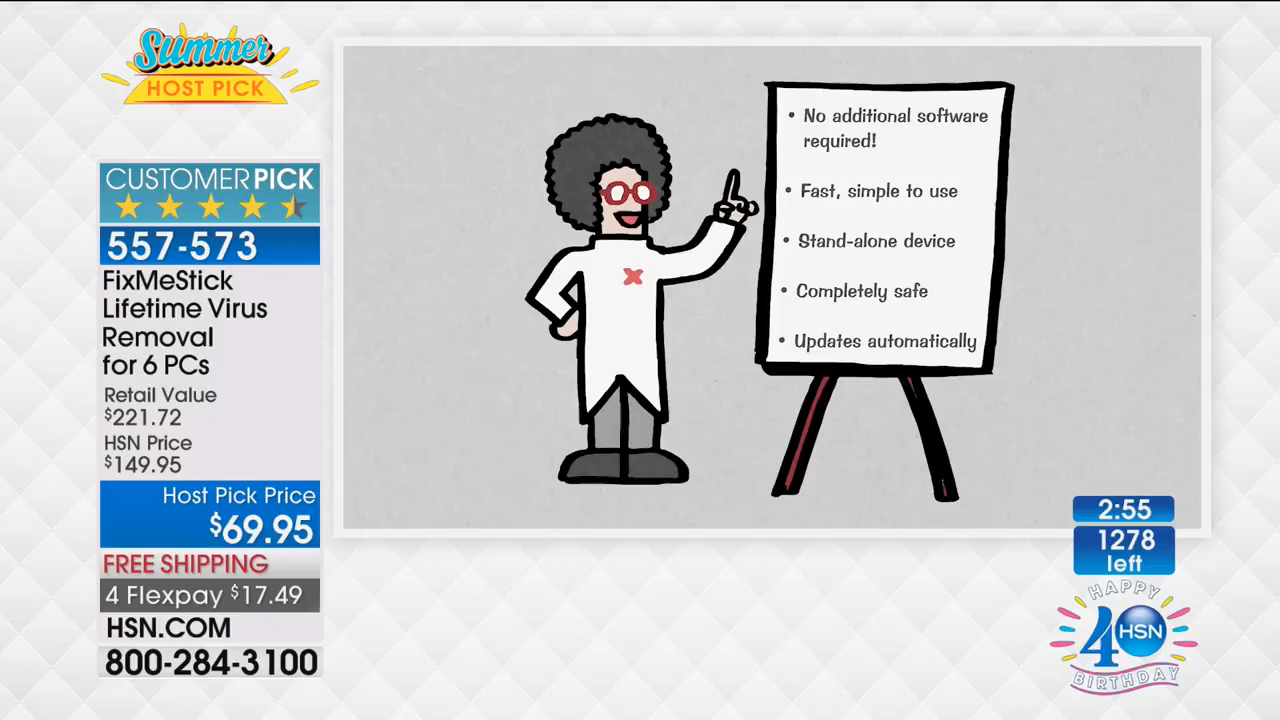 Summer
HOST PICK
CUSTOMER PICK
557-573
FixMeStick
Lifetime Virus
Removal
for 6 PCs
Retail Value
$221.72
HSN Price
$149.95
Host Pick Price
$69.95
FREE SHIPPING
4 Flexpay $17.49
HSN.COM
800-284-3100
• No additional software
required!
• Fast, simple to use
• Stand-alone device
• Completely safe
• Updates automatically
2:55
1278
left
HAPPY
40 HSN
BIRTHDAY